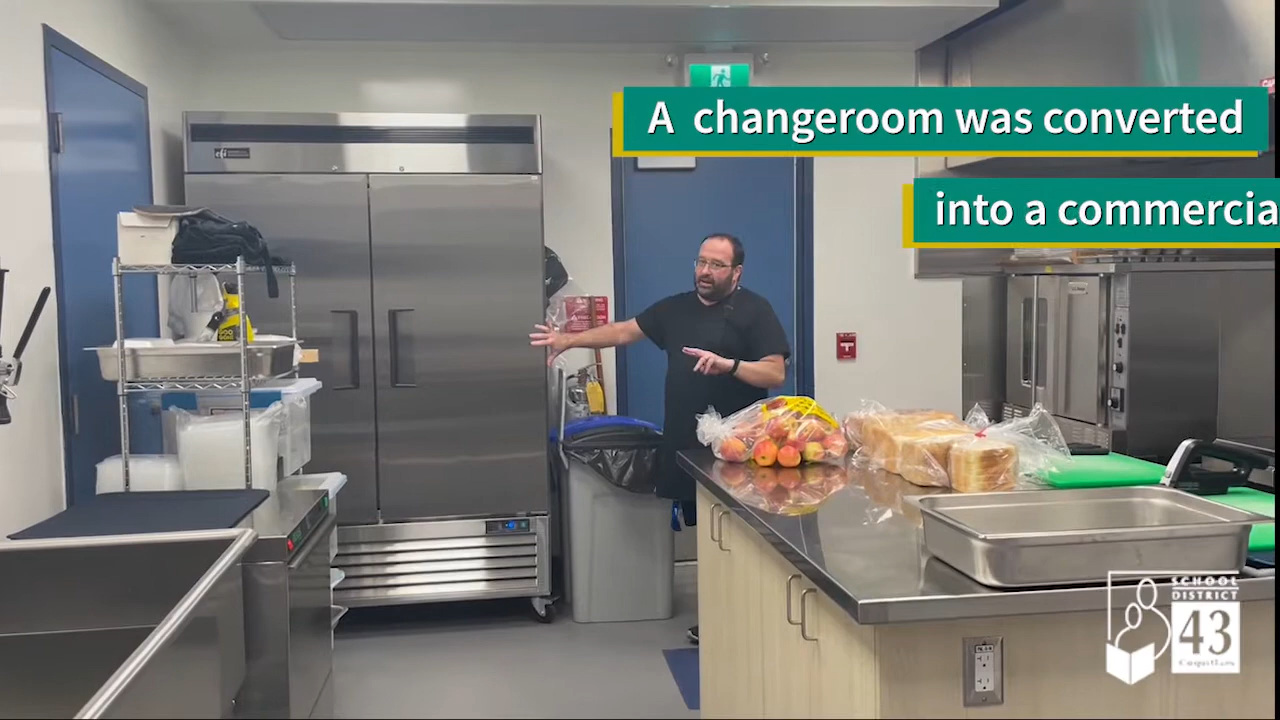 A changeroom was converted
into a commercia
SCHOOL
DISTRICT
43
Coquitlam